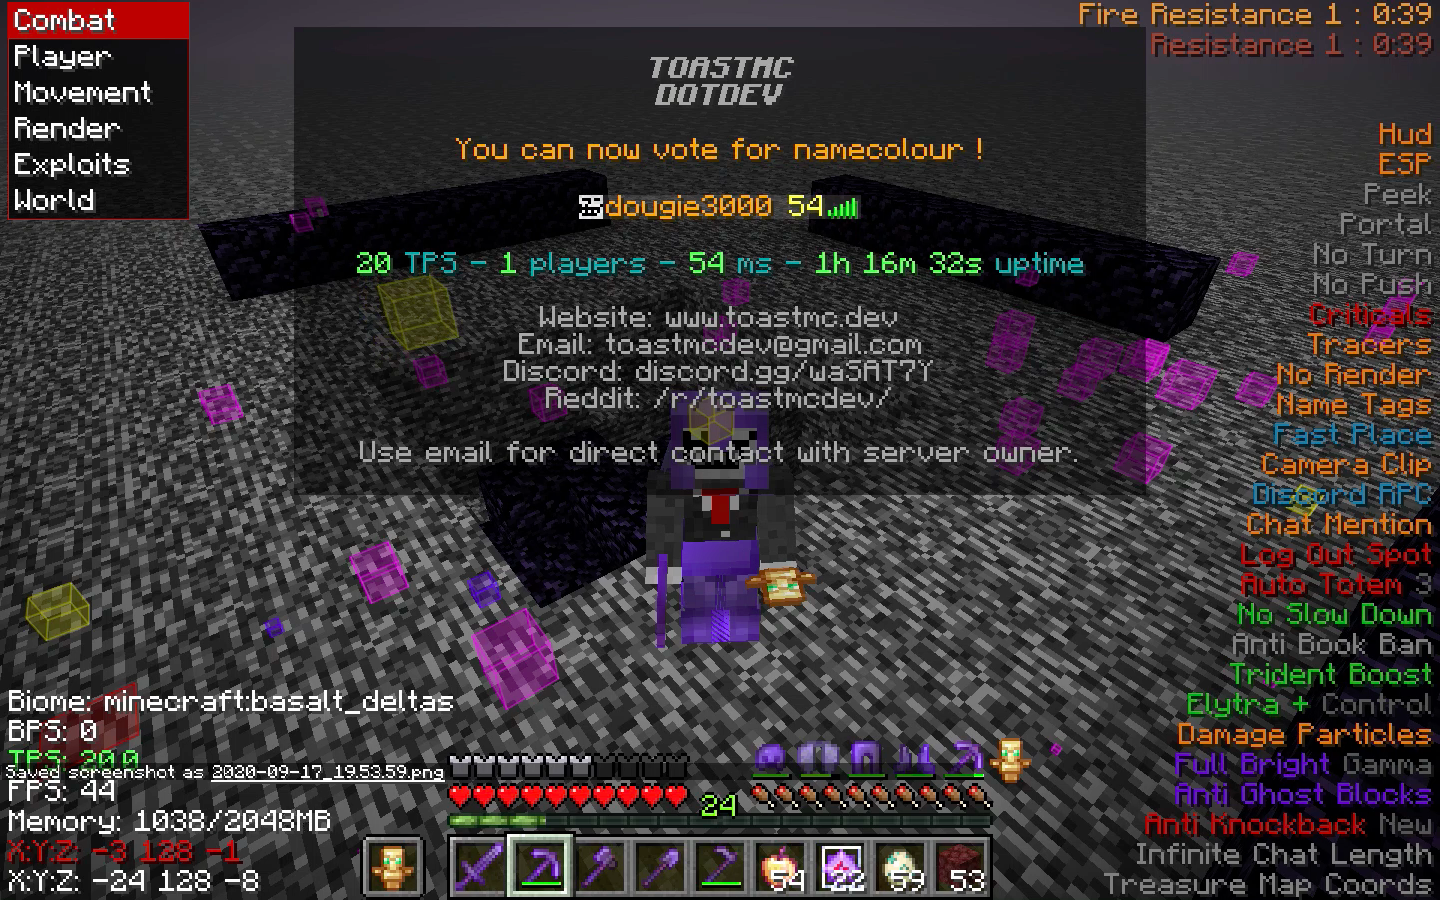 Combat
Player
Movement
Render
Exploits
World
Fire Resistance 1 : 0:39
Resistance 1 : 0:39
TOASTMC
DOTDEV
You can now vote for namecolour !
dougie3000 54
20 TPS - 1 players - 54 ms - 1h 16m 32s uptime
Website: www.toastmc.dev
Email: toastmcdev@gmail.com
Discord: discord.gg/waSAT7Y
Reddit: /r/toastmcdev/
Use email for direct contact with server owner.
Hud
ESP
Peek
Portal
No Turn
No Push
Criticals
Tracers
No Render
Name Tags
Fast Place
Camera Clip
Discord RPC
Chat Mention
Log Out Spot
Auto Totem 3
No Slow Down
Anti Book Ban
Trident Boost
Elytra + Control
Damage Particles
Full Bright Gamma
Anti Ghost Blocks
Anti Knockback New
Infinite Chat Length
Treasure Map Coords
Biome: minecraft:basalt_deltas
BPS: 0
TPS: 20.0
Saved screenshot as 2020-09-17_19.53.59.png
FPS: 44
Memory: 1038/2048MB
X:Y:Z: -3 128 -1
X:Y:Z: -24 128 -8
24
54 22 59 53